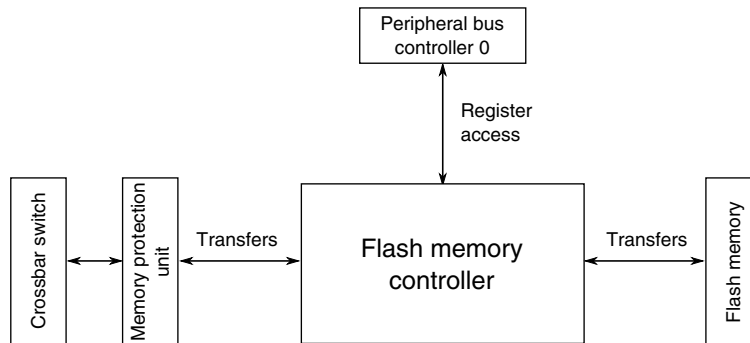 Peripheral bus
controller 0
Register
access
Crossbar switch
Memory protection
unit
Transfers
Flash memory
controller
Transfers
Flash memory